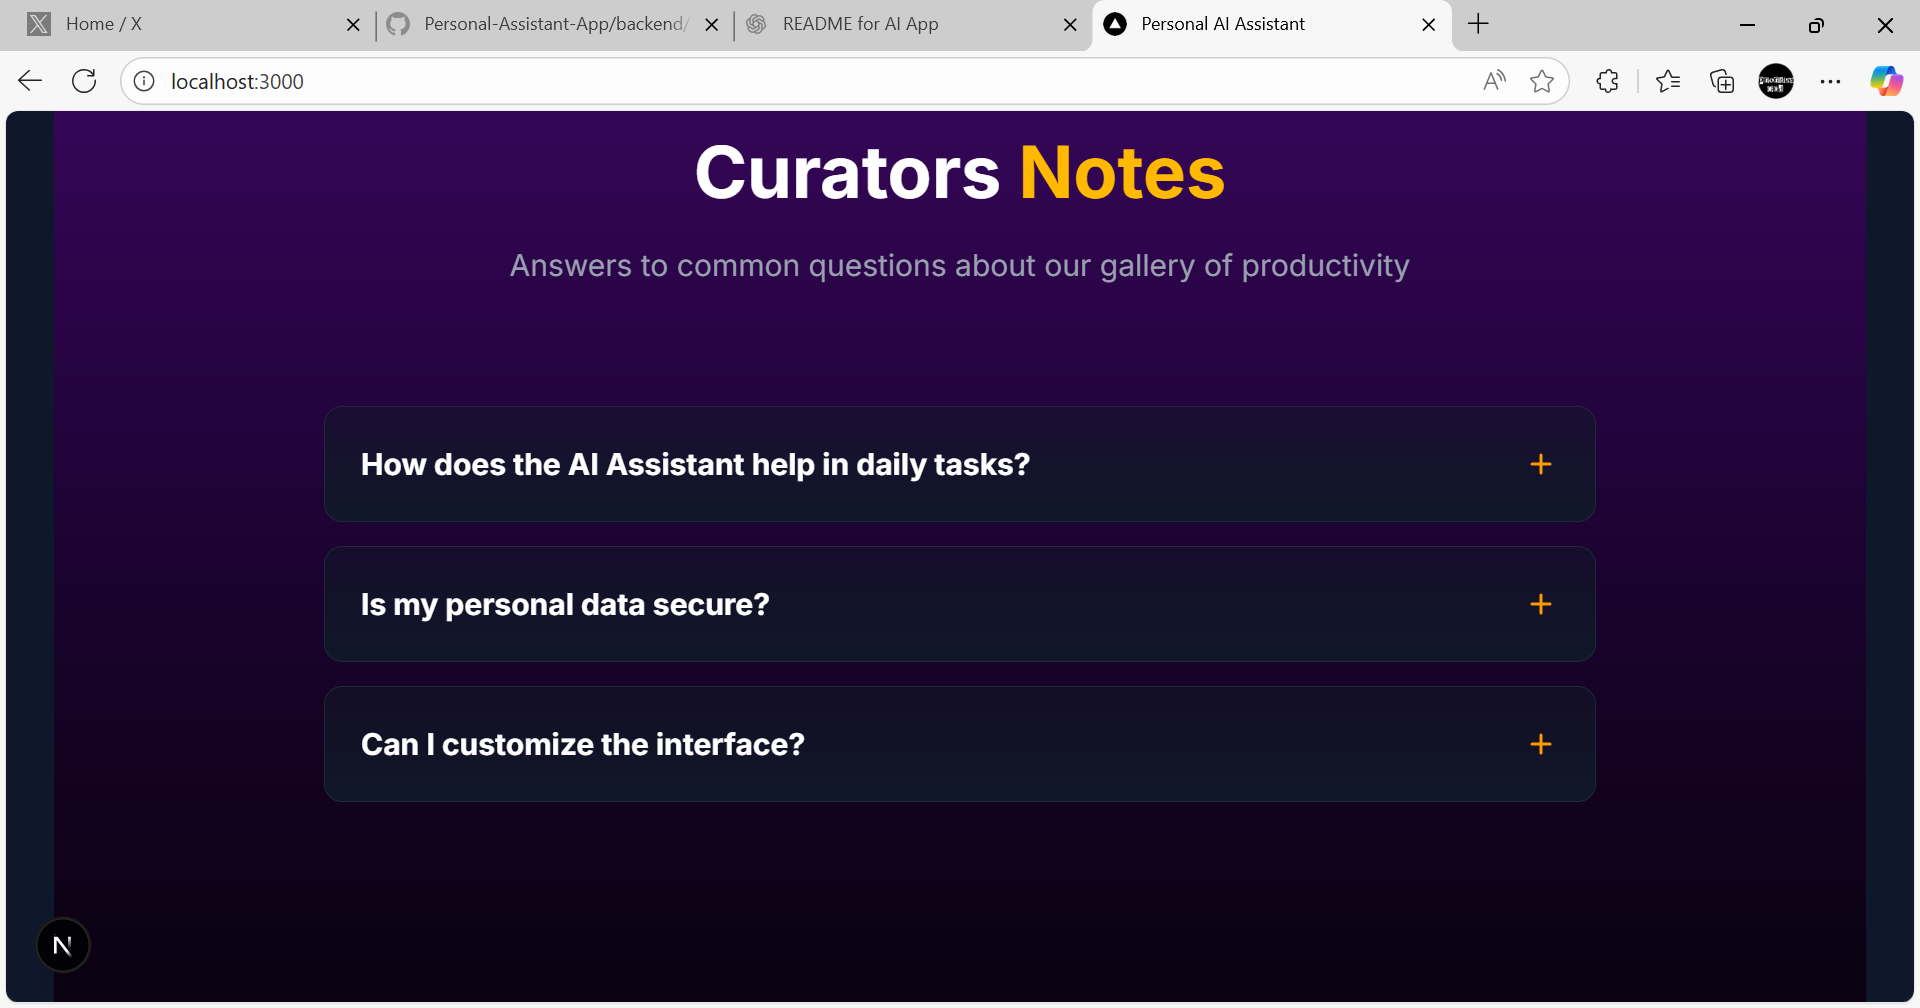 Home / X
Personal-Assistant-App/backend/
README for AI App
Personal AI Assistant
localhost:3000
Curators Notes
Answers to common questions about our gallery of productivity
How does the AI Assistant help in daily tasks?
Is my personal data secure?
Can I customize the interface?
N